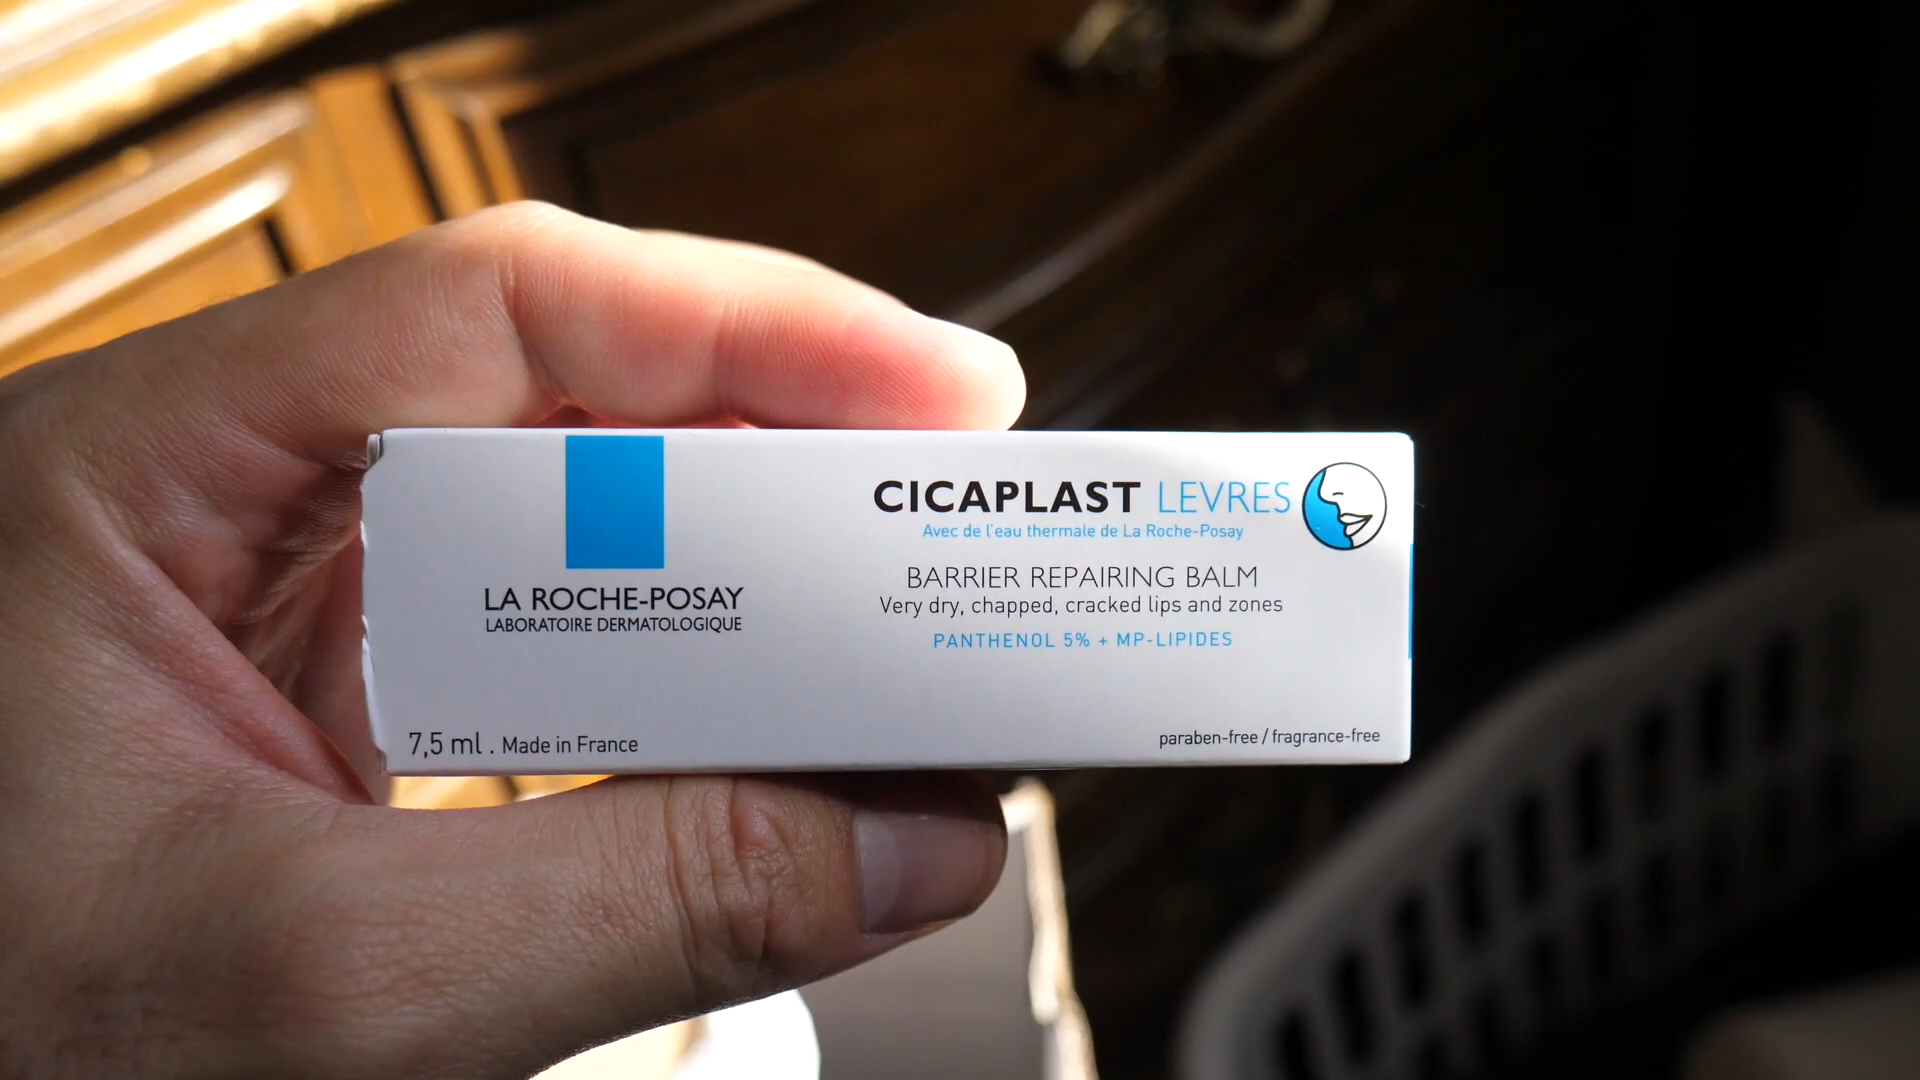 LA ROCHE-POSAY
LABORATOIRE DERMATOLOGIQUE
CICAPLAST LEVRES
Avec de l'eau thermale de La Roche-Posay
BARRIER REPAIRING BALM
Very dry, chapped, cracked lips and zones
PANTHENOL 5% + MP-LIPIDES
7,5 ml . Made in France
paraben-free / fragrance-free